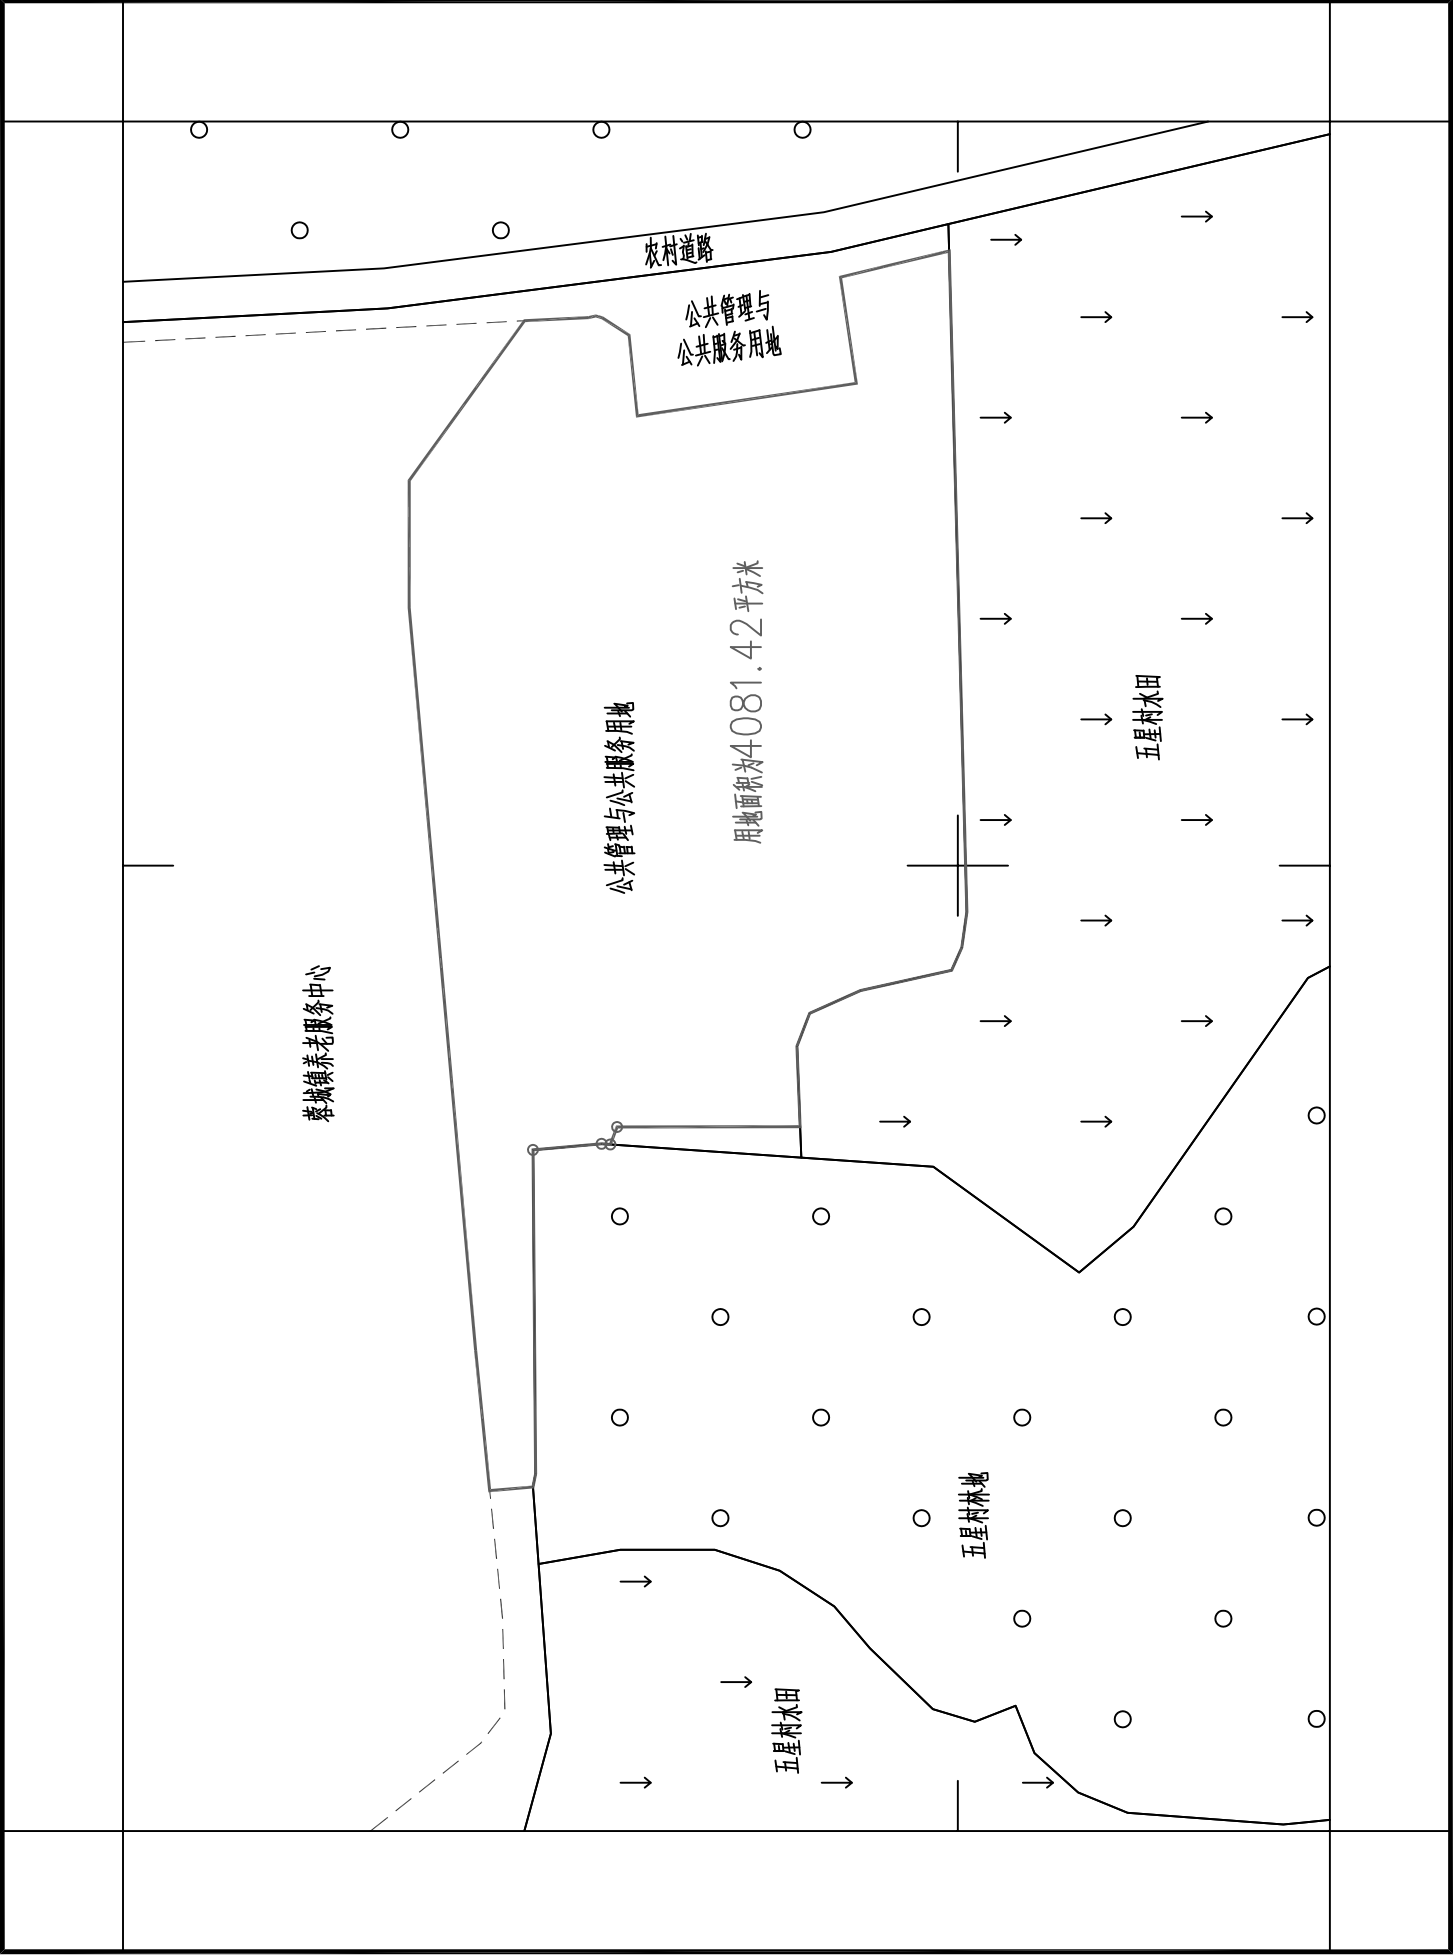 农村道路
公共管理与
公共服务用地
用地面积为4081.42平方米
公共管理与公共服务用地
五星村水田
蓉城镇养老服务中心
五星村林地
五星村水田